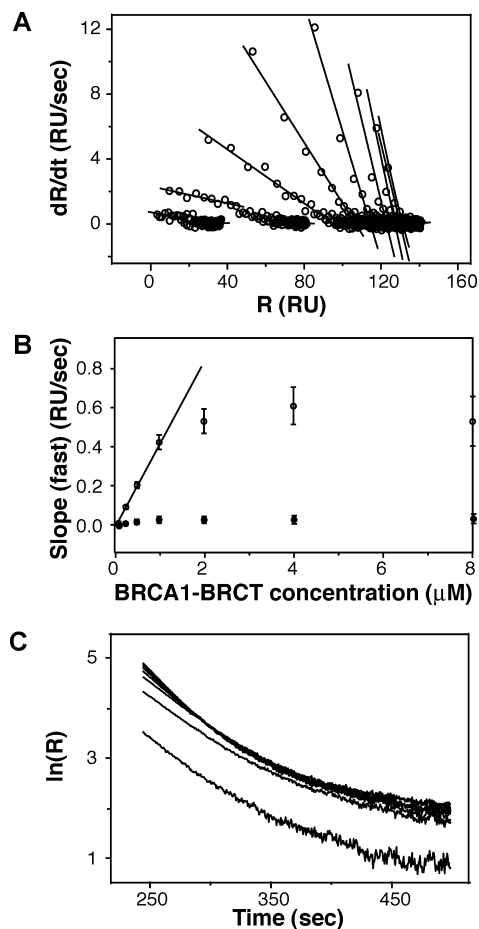 A
dR/dt (RU/sec)
12
8
4
0
0 40 80 120 160
R (RU)
B
Slope (fast) (RU/sec)
0.8
0.6
0.4
0.2
0.0
0 2 4 6 8
BRCA1-BRCT concentration (μM)
C
ln(R)
5
3
1
250 350 450
Time (sec)